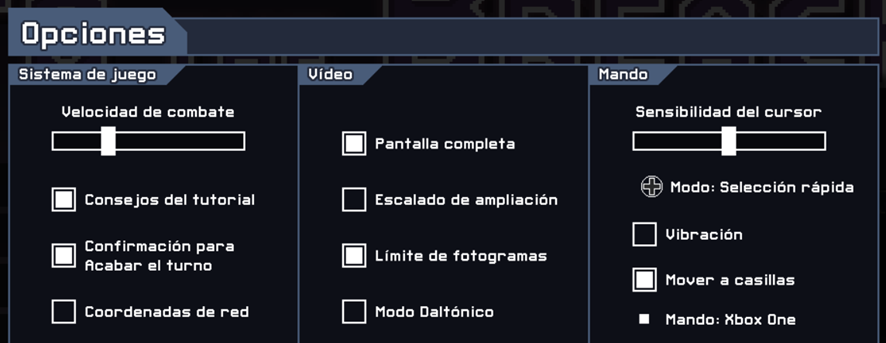 Opciones
Sistema de juego
Velocidad de combate
Consejos del tutorial
Confirmación para
Acabar el turno
Coordenadas de red
Vídeo
Pantalla completa
Escalado de ampliación
Límite de fotogramas
Modo Daltónico
Mando
Sensibilidad del cursor
Modo: Selección rápida
Vibración
Mover a casillas
Mando: Xbox One